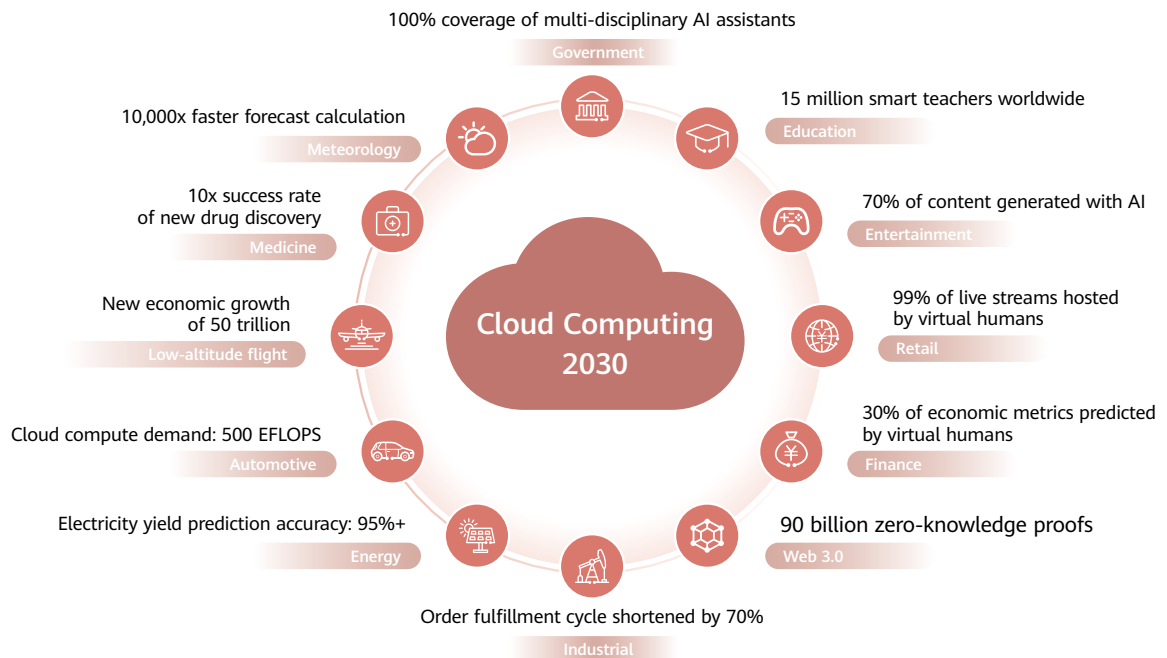 100% coverage of multi-disciplinary AI assistants
Government
15 million smart teachers worldwide
Education
70% of content generated with AI
Entertainment
99% of live streams hosted
by virtual humans
Retail
30% of economic metrics predicted
by virtual humans
Finance
90 billion zero-knowledge proofs
Web 3.0
Order fulfillment cycle shortened by 70%
Industrial
Electricity yield prediction accuracy: 95%+
Energy
Cloud compute demand: 500 EFLOPS
Automotive
New economic growth
of 50 trillion
Low-altitude flight
10x success rate
of new drug discovery
Medicine
10,000x faster forecast calculation
Meteorology
Cloud Computing
2030
¥
¥